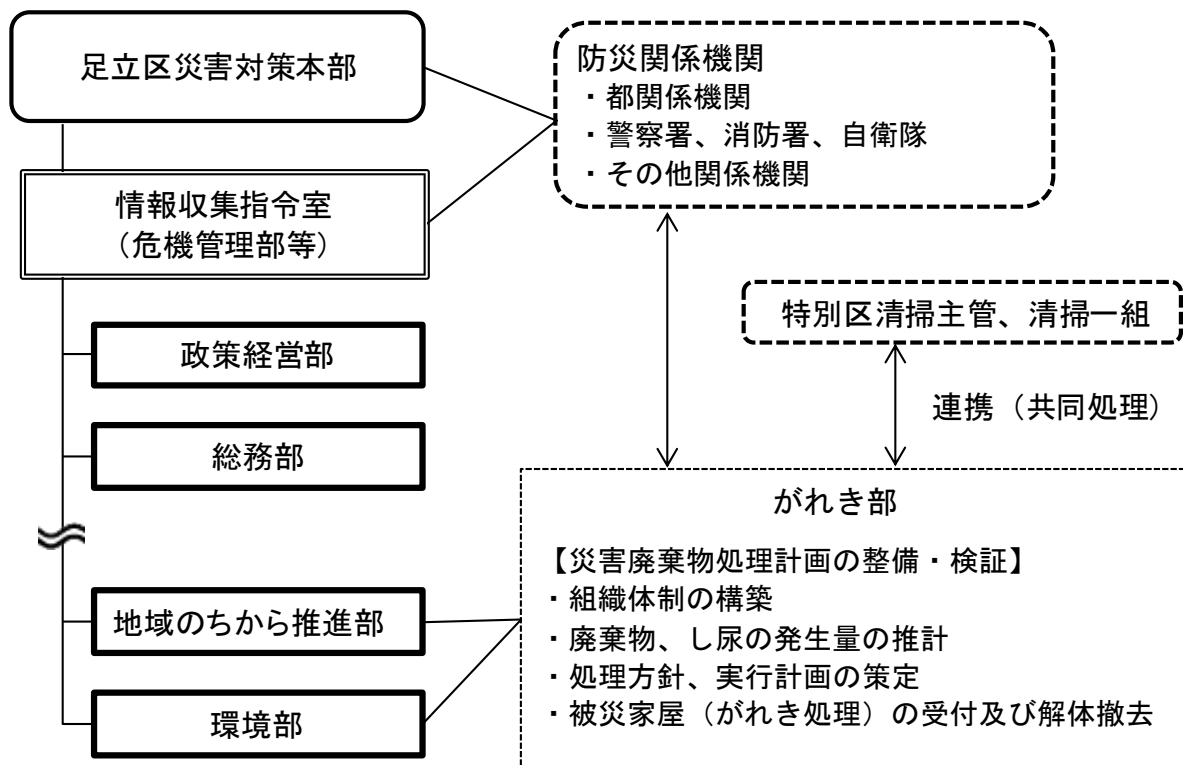 足立区災害対策本部
防災関係機関
・都関係機関
・警察署、消防署、自衛隊
・その他関係機関
情報収集指令室
（危機管理部等）
特別区清掃主管、清掃一組
政策経営部
連携（共同処理）
総務部
がれき部
【災害廃棄物処理計画の整備・検証】
・組織体制の構築
・廃棄物、し尿の発生量の推計
・処理方針、実行計画の策定
・被災家屋（がれき処理）の受付及び解体撤去
地域のちから推進部
環境部